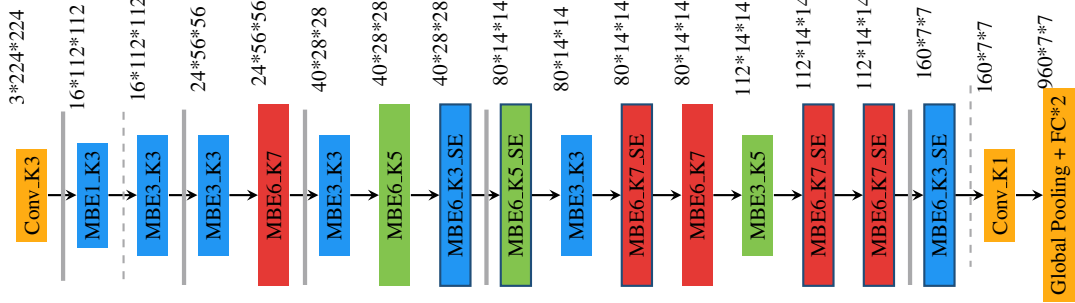 3*224*224
16*112*112
16*112*112
24*56*56
24*56*56
40*28*28
40*28*28
40*28*28
80*14*14
80*14*14
80*14*14
80*14*14
112*14*14
112*14*14
112*14*14
160*7*7
160*7*7
960*7*7
Conv_K3
MBE1_K3
MBE3_K3
MBE3_K3
MBE6_K7
MBE3_K3
MBE6_K5
MBE6_K3_SE
MBE6_K5_SE
MBE3_K3
MBE6_K7_SE
MBE6_K7
MBE3_K5
MBE6_K7_SE
MBE6_K7_SE
MBE6_K3_SE
Conv_K1
Global Pooling + FC*2